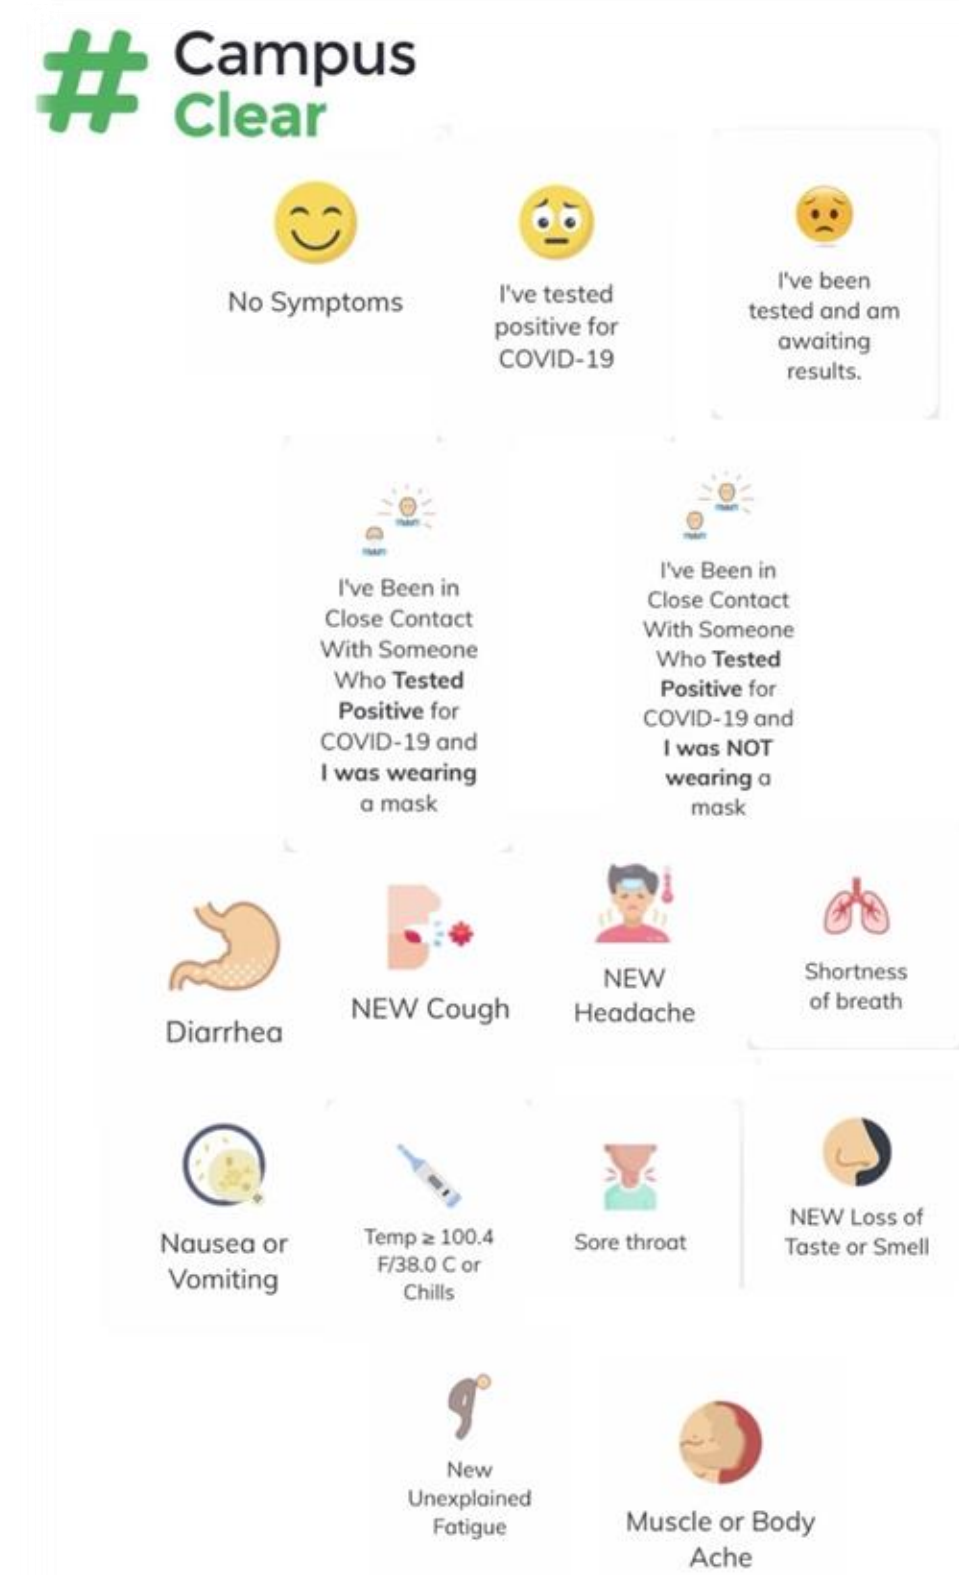 # Campus
Clear
No Symptoms
I've tested
positive for
COVID-19
I've been
tested and am
awaiting
results.
I've Been in
Close Contact
With Someone
Who Tested
Positive for
COVID-19 and
I was wearing
a mask
I've Been in
Close Contact
With Someone
Who Tested
Positive for
COVID-19 and
I was NOT
wearing a
mask
Diarrhea
NEW Cough
NEW
Headache
Shortness
of breath
Nausea or
Vomiting
Temp ≥ 100.4
F/38.0 C or
Chills
Sore throat
NEW Loss of
Taste or Smell
New
Unexplained
Fatigue
Muscle or Body
Ache